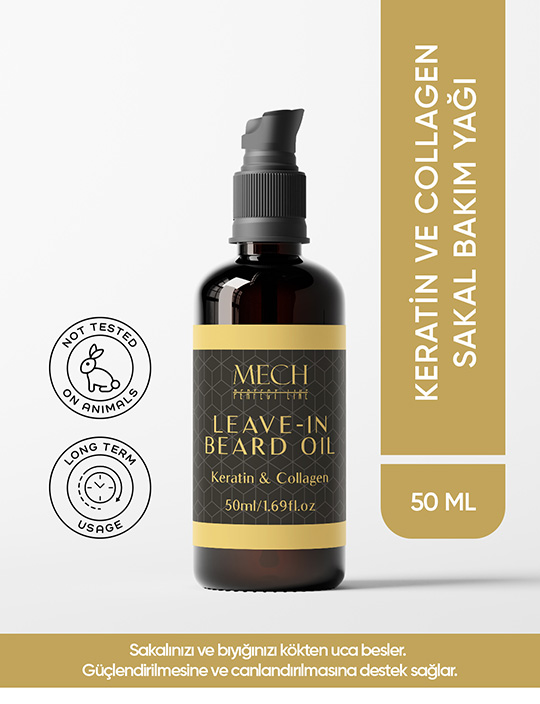 KERATİN VE COLLAGEN
SAKAL BAKIM YAĞI
50 ML
NOT TESTED
ON ANIMALS
LONG TERM
USAGE
MECH
PERFECT LINE
LEAVE-IN
BEARD OIL
Keratin & Collagen
50ml/1.69fl.oz
Sakalınızı ve bıyığınızı kökten uca besler.
Güçlendirilmesine ve canlandırılmasına destek sağlar.